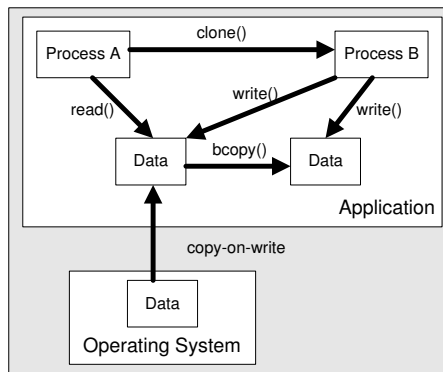 clone()
Process A
Process B
read()
write()
write()
Data
bcopy()
Data
Application
copy-on-write
Data
Operating System